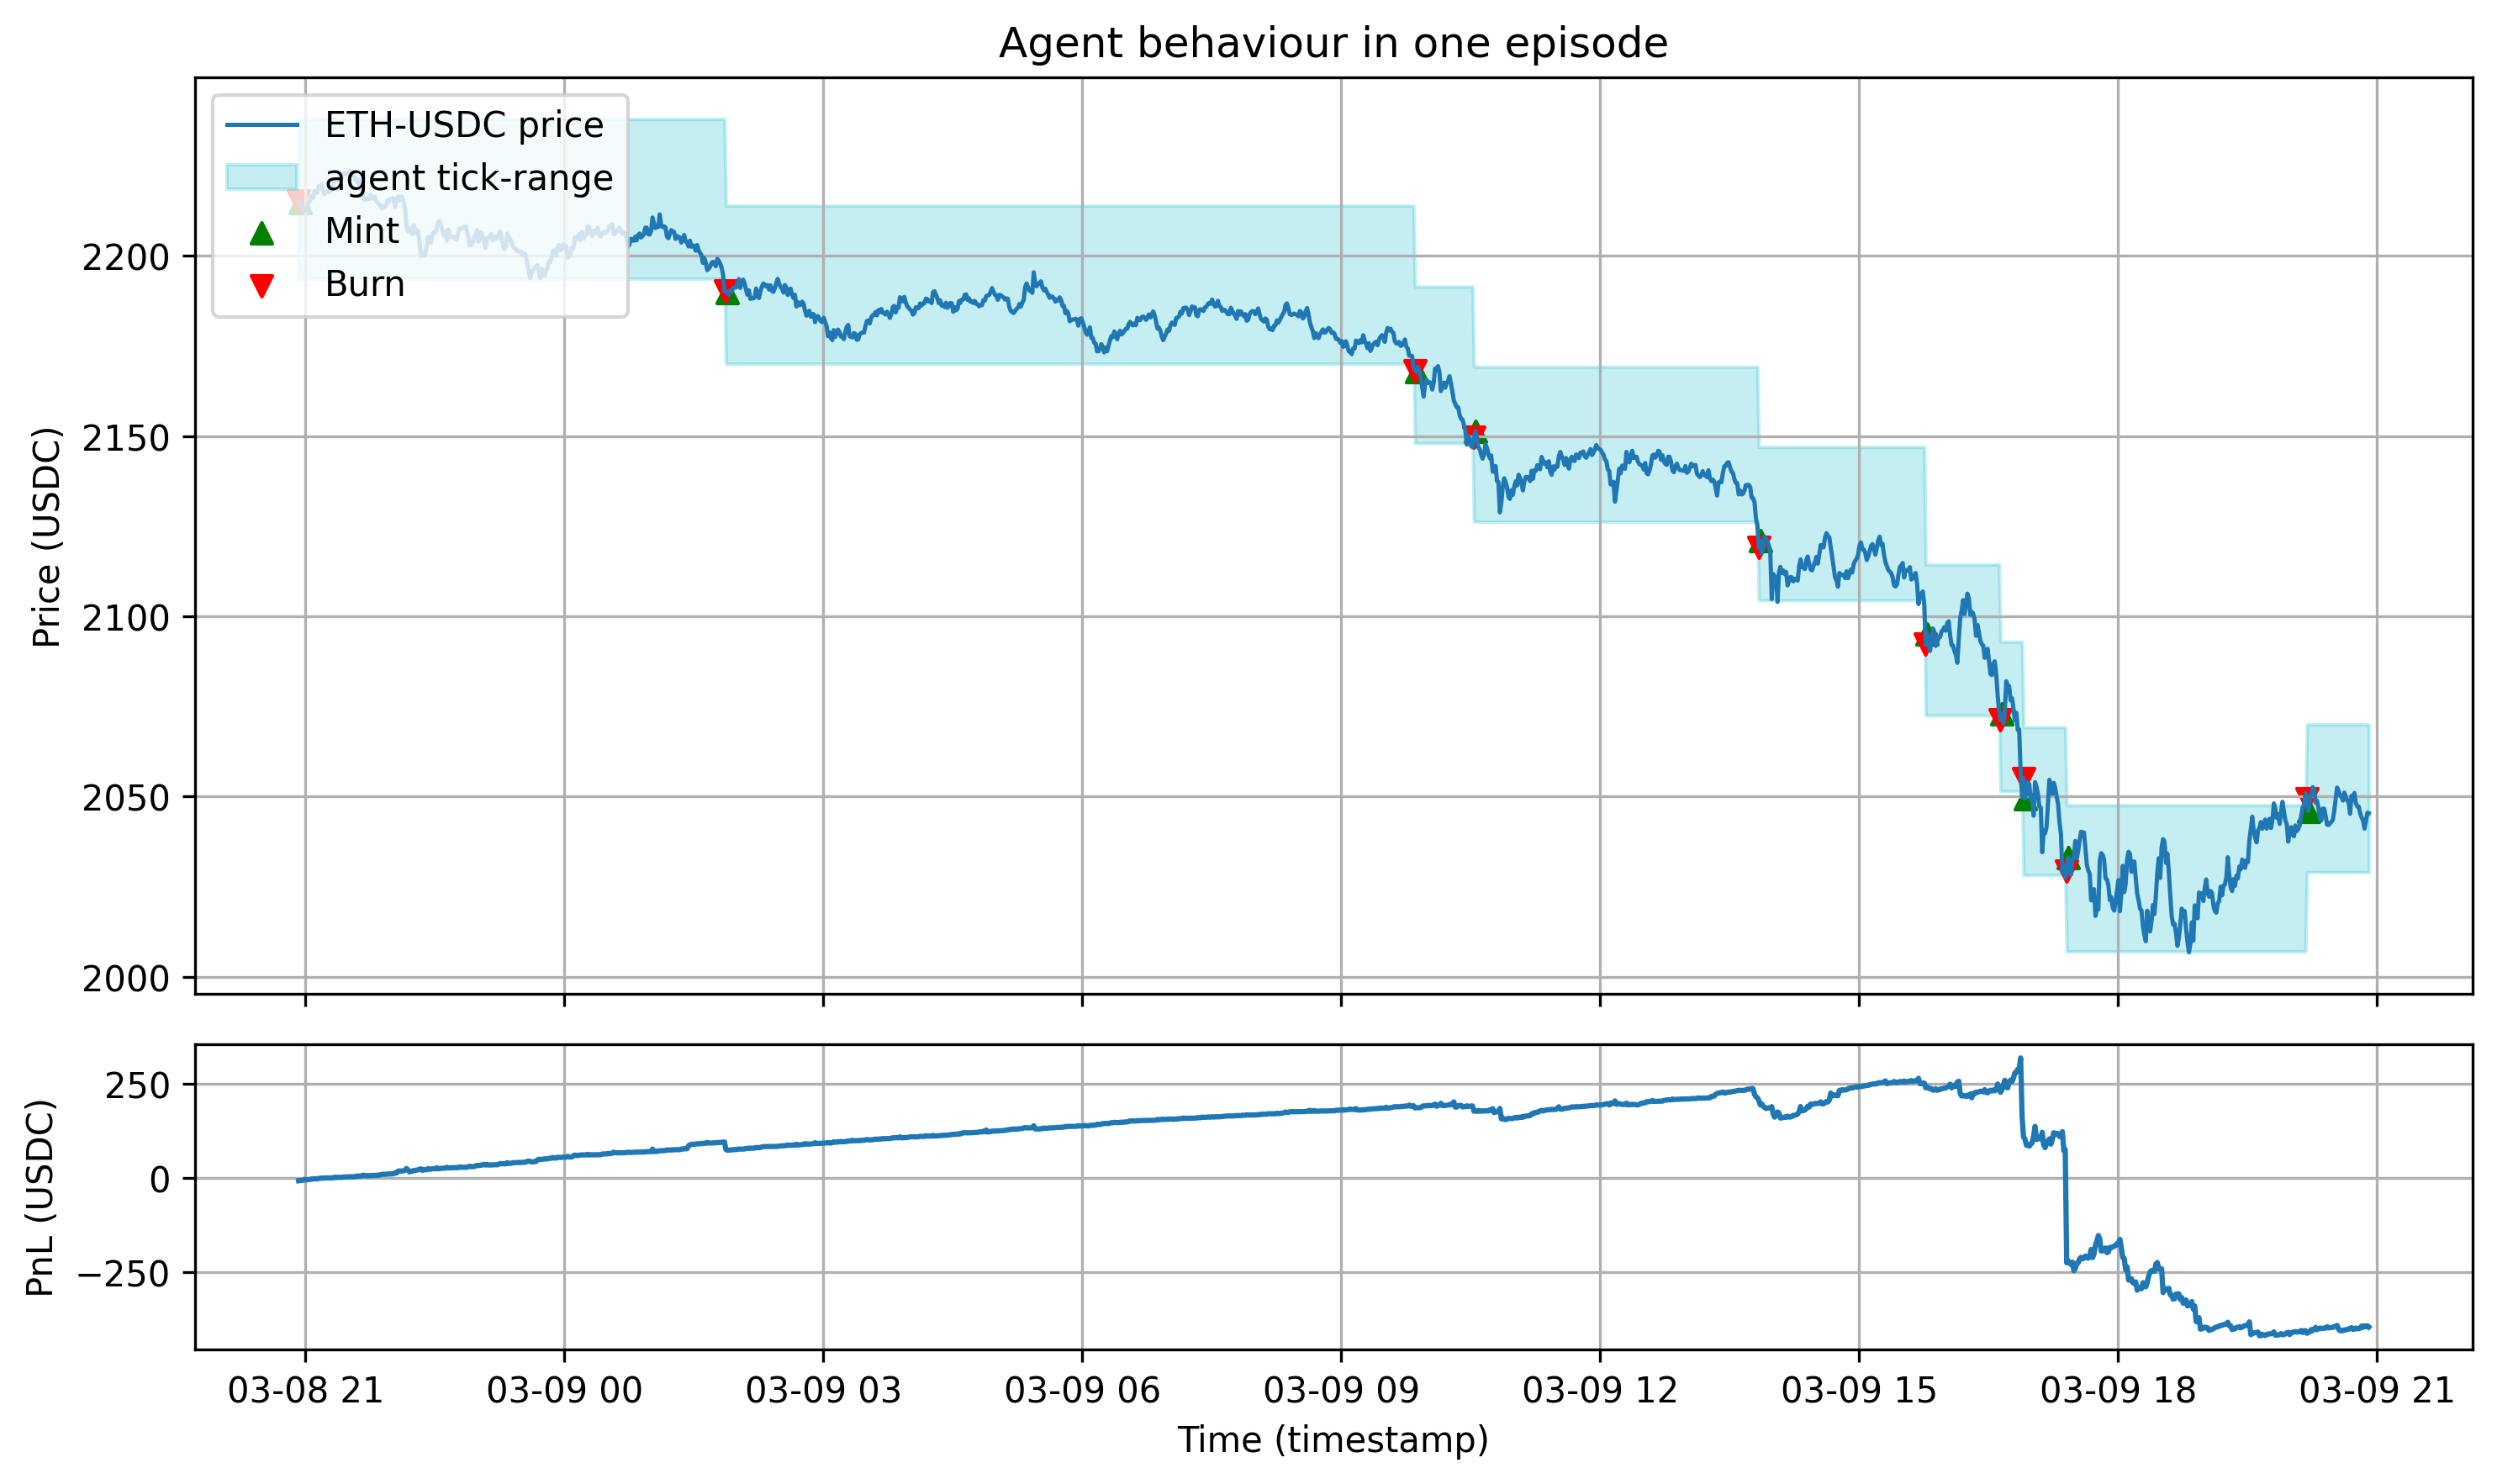 Agent behaviour in one episode
ETH-USDC price
agent tick-range
Mint
Burn
Price (USDC)
2200
2150
2100
2050
2000
PnL (USDC)
250
0
−250
03-08 21 03-09 00 03-09 03 03-09 06 03-09 09 03-09 12 03-09 15 03-09 18 03-09 21
Time (timestamp)